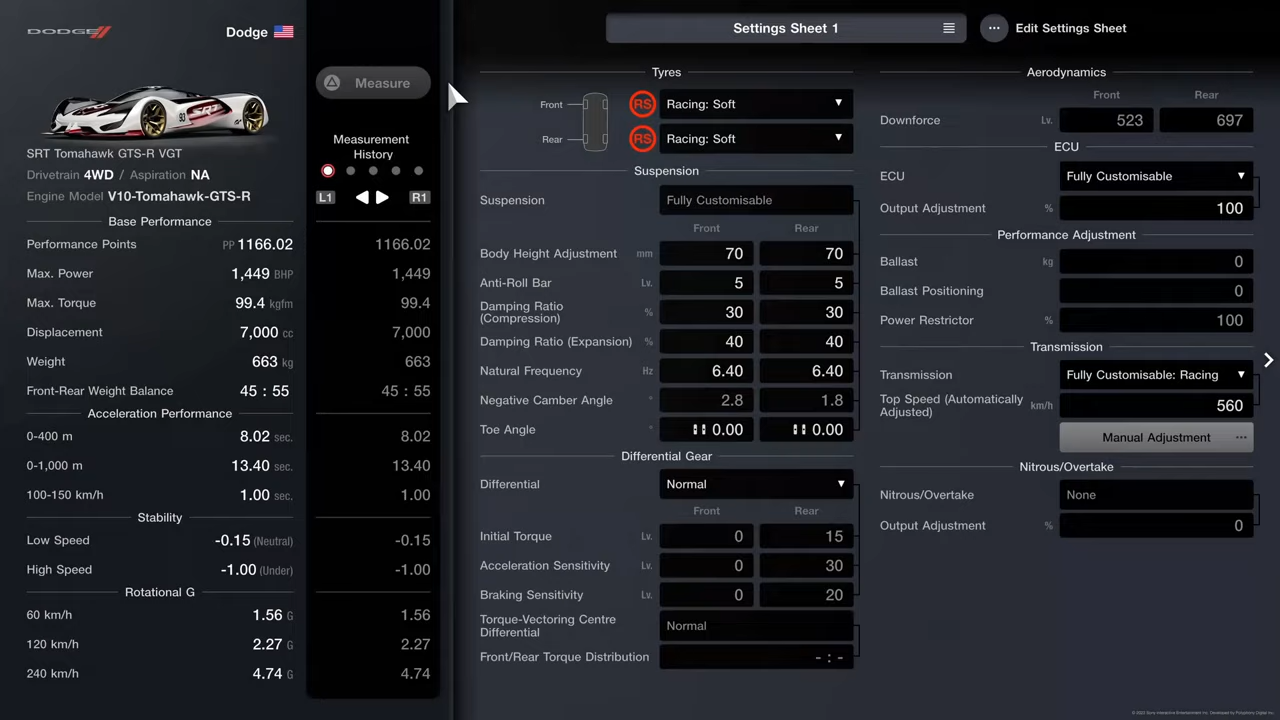 DODGE
Dodge
SRT
93
SRT Tomahawk GTS-R VGT
Drivetrain 4WD / Aspiration NA
Engine Model V10-Tomahawk-GTS-R
Base Performance
Performance Points PP 1166.02
Max. Power 1,449 BHP
Max. Torque 99.4 kgfm
Displacement 7,000 cc
Weight 663 kg
Front-Rear Weight Balance 45 : 55
Acceleration Performance
0-400 m 8.02 sec.
0-1,000 m 13.40 sec.
100-150 km/h 1.00 sec.
Stability
Low Speed -0.15 (Neutral)
High Speed -1.00 (Under)
Rotational G
60 km/h 1.56 G
120 km/h 2.27 G
240 km/h 4.74 G
Measure
Measurement
History
L1 R1
1166.02
1,449
99.4
7,000
663
45 : 55
8.02
13.40
1.00
-0.15
-1.00
1.56
2.27
4.74
Settings Sheet 1
Edit Settings Sheet
Tyres
Front RS Racing: Soft
Rear RS Racing: Soft
Suspension
Suspension Fully Customisable
Front Rear
Body Height Adjustment mm 70 70
Anti-Roll Bar Lv. 5 5
Damping Ratio
(Compression) % 30 30
Damping Ratio (Expansion) % 40 40
Natural Frequency Hz 6.40 6.40
Negative Camber Angle ° 2.8 1.8
Toe Angle ° 0.00 0.00
Differential Gear
Differential Normal
Front Rear
Initial Torque Lv. 0 15
Acceleration Sensitivity Lv. 0 30
Braking Sensitivity Lv. 0 20
Torque-Vectoring Centre
Differential Normal
Front/Rear Torque Distribution - : -
Aerodynamics
Front Rear
Downforce Lv. 523 697
ECU
ECU Fully Customisable
Output Adjustment % 100
Performance Adjustment
Ballast kg 0
Ballast Positioning 0
Power Restrictor % 100
Transmission
Transmission Fully Customisable: Racing
Top Speed (Automatically
Adjusted) km/h 560
Manual Adjustment
Nitrous/Overtake
Nitrous/Overtake None
Output Adjustment % 0
© 2022 Sony Interactive Entertainment Inc. Developed by Polyphony Digital Inc.